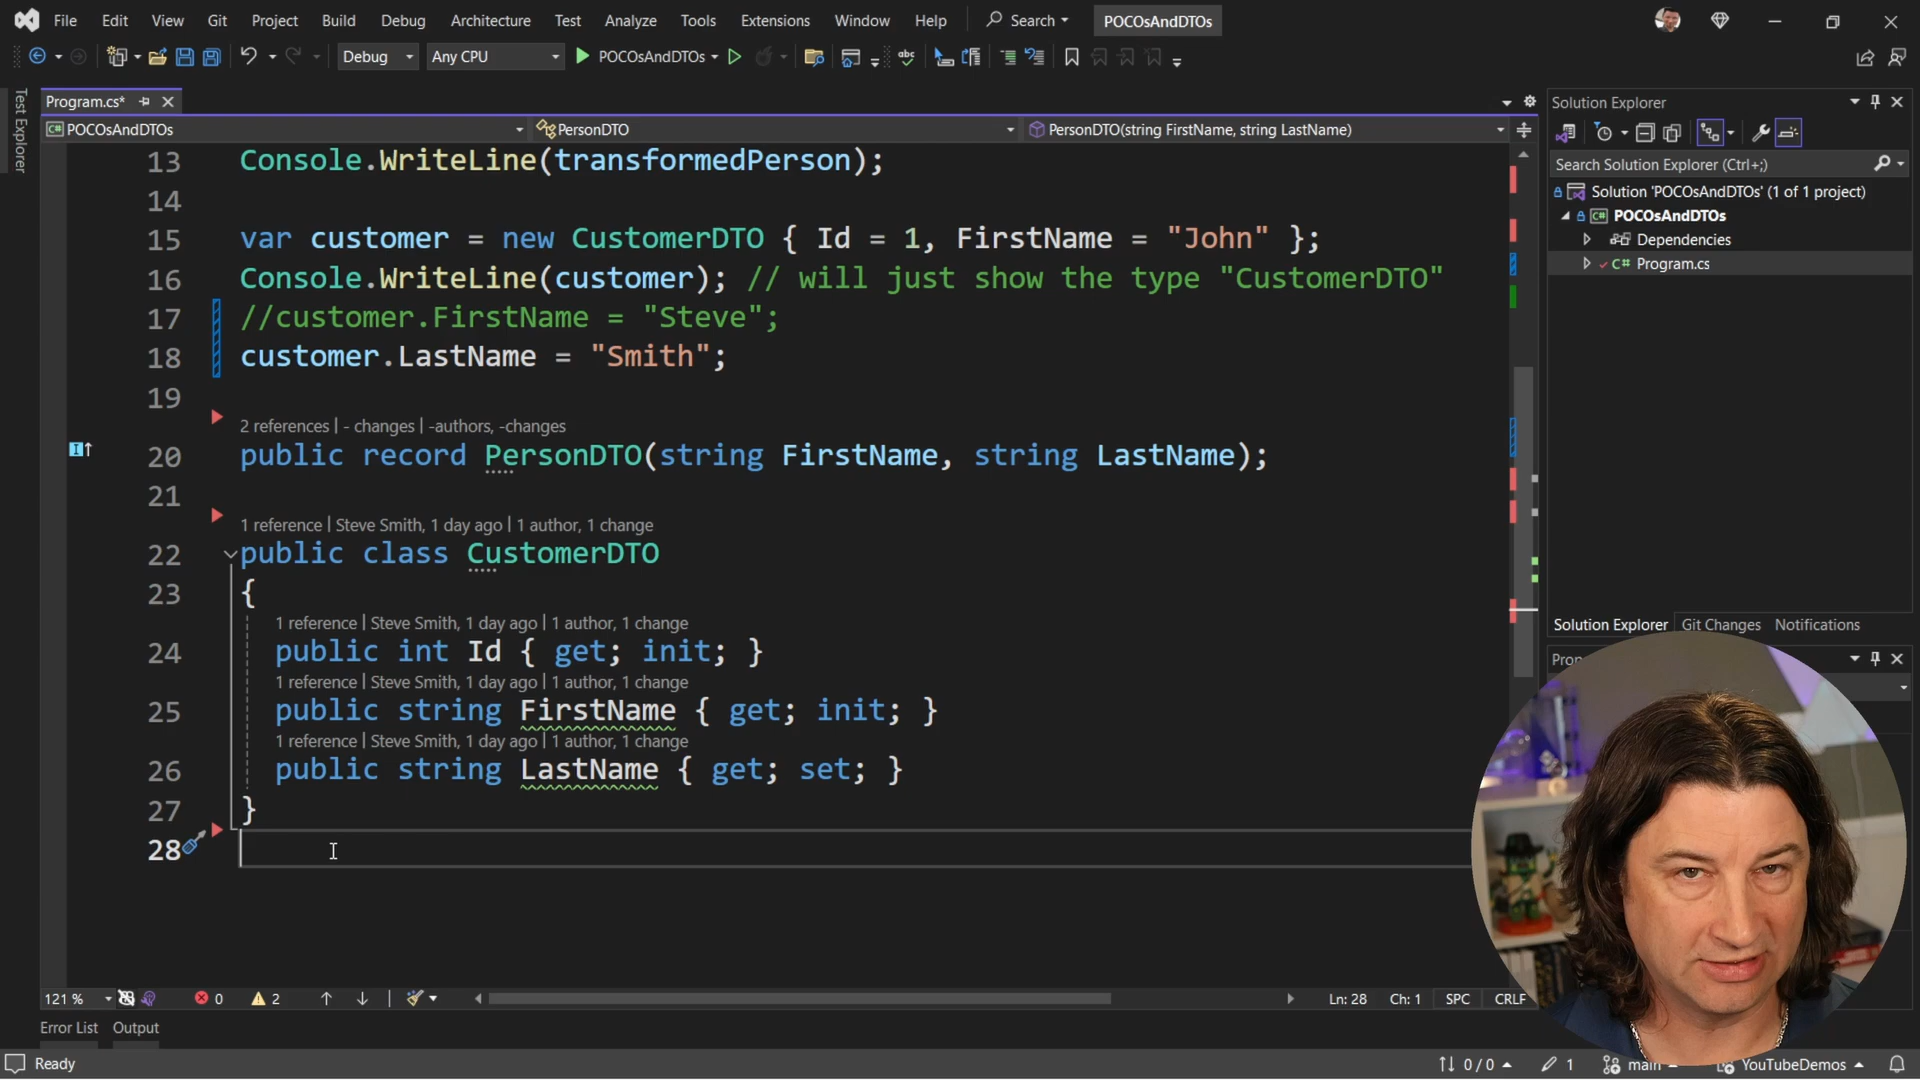 File Edit View Git Project Build Debug Architecture Test Analyze Tools Extensions Window Help Search POCOsAndDTOs
Debug Any CPU POCOsAndDTOs
Test Explorer
Program.cs*
C# POCOsAndDTOs PersonDTO PersonDTO(string FirstName, string LastName)
13 Console.WriteLine(transformedPerson);
14
15 var customer = new CustomerDTO { Id = 1, FirstName = "John" };
16 Console.WriteLine(customer); // will just show the type "CustomerDTO"
17 //customer.FirstName = "Steve";
18 customer.LastName = "Smith";
19
2 references | - changes | -authors, -changes
20 public record PersonDTO(string FirstName, string LastName);
21
1 reference | Steve Smith, 1 day ago | 1 author, 1 change
22 public class CustomerDTO
23 {
1 reference | Steve Smith, 1 day ago | 1 author, 1 change
24 public int Id { get; init; }
1 reference | Steve Smith, 1 day ago | 1 author, 1 change
25 public string FirstName { get; init; }
1 reference | Steve Smith, 1 day ago | 1 author, 1 change
26 public string LastName { get; set; }
27 }
28
121 % 0 2 Ln: 28 Ch: 1 SPC CRLF
Error List Output
Ready 0 / 0 1 main YouTubeDemos
Solution Explorer
Search Solution Explorer (Ctrl+;)
Solution 'POCOsAndDTOs' (1 of 1 project)
C# POCOsAndDTOs
Dependencies
C# Program.cs
Solution Explorer Git Changes Notifications